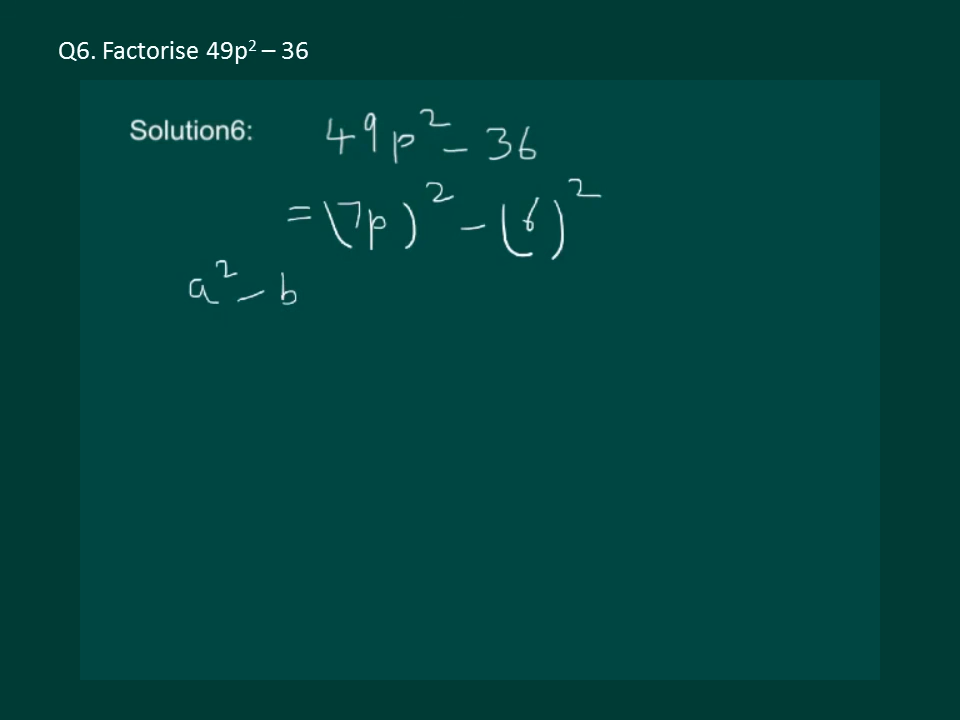 Q6. Factorise 49p² – 36
Solution6: 49p² - 36
= (7p)² - (6)²
a² - b